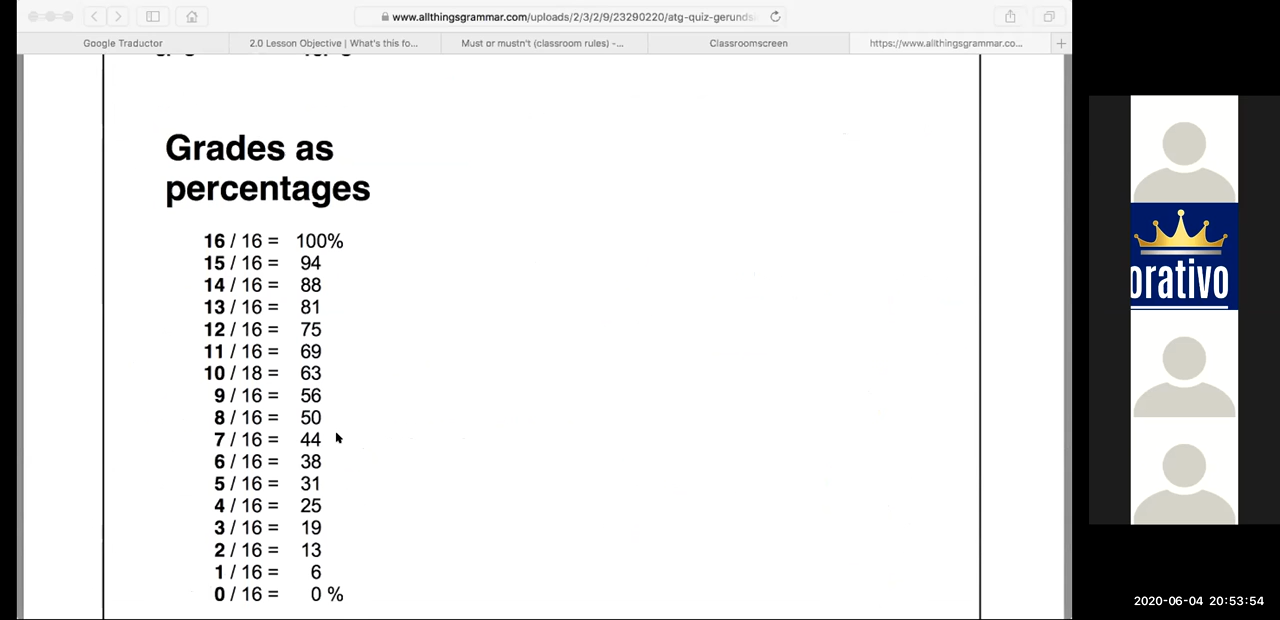 www.allthingsgrammar.com/uploads/2/3/2/9/23290220/atg-quiz-gerunds
Google Traductor
2.0 Lesson Objective | What's this fo...
Must or mustn't (classroom rules) -...
Classroomscreen
https://www.allthingsgrammar.co...
Grades as
percentages
16 / 16 = 100%
15 / 16 = 94
14 / 16 = 88
13 / 16 = 81
12 / 16 = 75
11 / 16 = 69
10 / 18 = 63
9 / 16 = 56
8 / 16 = 50
7 / 16 = 44
6 / 16 = 38
5 / 16 = 31
4 / 16 = 25
3 / 16 = 19
2 / 16 = 13
1 / 16 = 6
0 / 16 = 0 %
orativo
2020-06-04 20:53:54